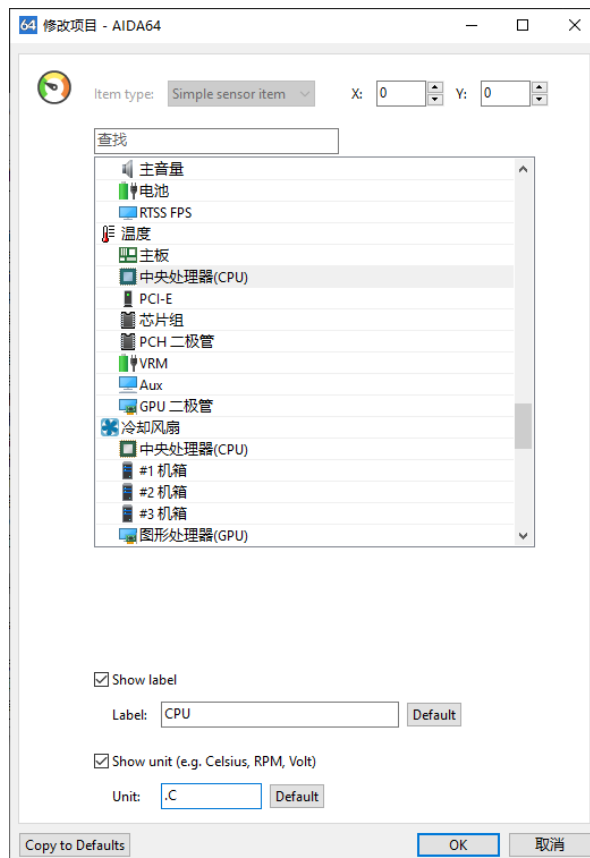 64 修改项目 - AIDA64
Item type: Simple sensor item X: 0 Y: 0
查找
主音量
电池
RTSS FPS
温度
主板
中央处理器(CPU)
PCI-E
芯片组
PCH 二极管
VRM
Aux
GPU 二极管
冷却风扇
中央处理器(CPU)
#1 机箱
#2 机箱
#3 机箱
图形处理器(GPU)
Show label
Label: CPU Default
Show unit (e.g. Celsius, RPM, Volt)
Unit: .C Default
Copy to Defaults OK 取消